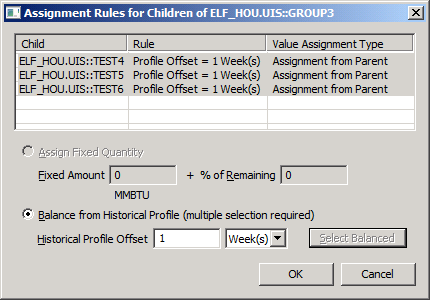 Assignment Rules for Children of ELF_HOU.UIS::GROUP3
Child Rule Value Assignment Type
ELF_HOU.UIS::TEST4 Profile Offset = 1 Week(s) Assignment from Parent
ELF_HOU.UIS::TEST5 Profile Offset = 1 Week(s) Assignment from Parent
ELF_HOU.UIS::TEST6 Profile Offset = 1 Week(s) Assignment from Parent
Assign Fixed Quantity
Fixed Amount 0 + % of Remaining 0
MMBTU
Balance from Historical Profile (multiple selection required)
Historical Profile Offset 1 Week(s) Select Balanced
OK Cancel